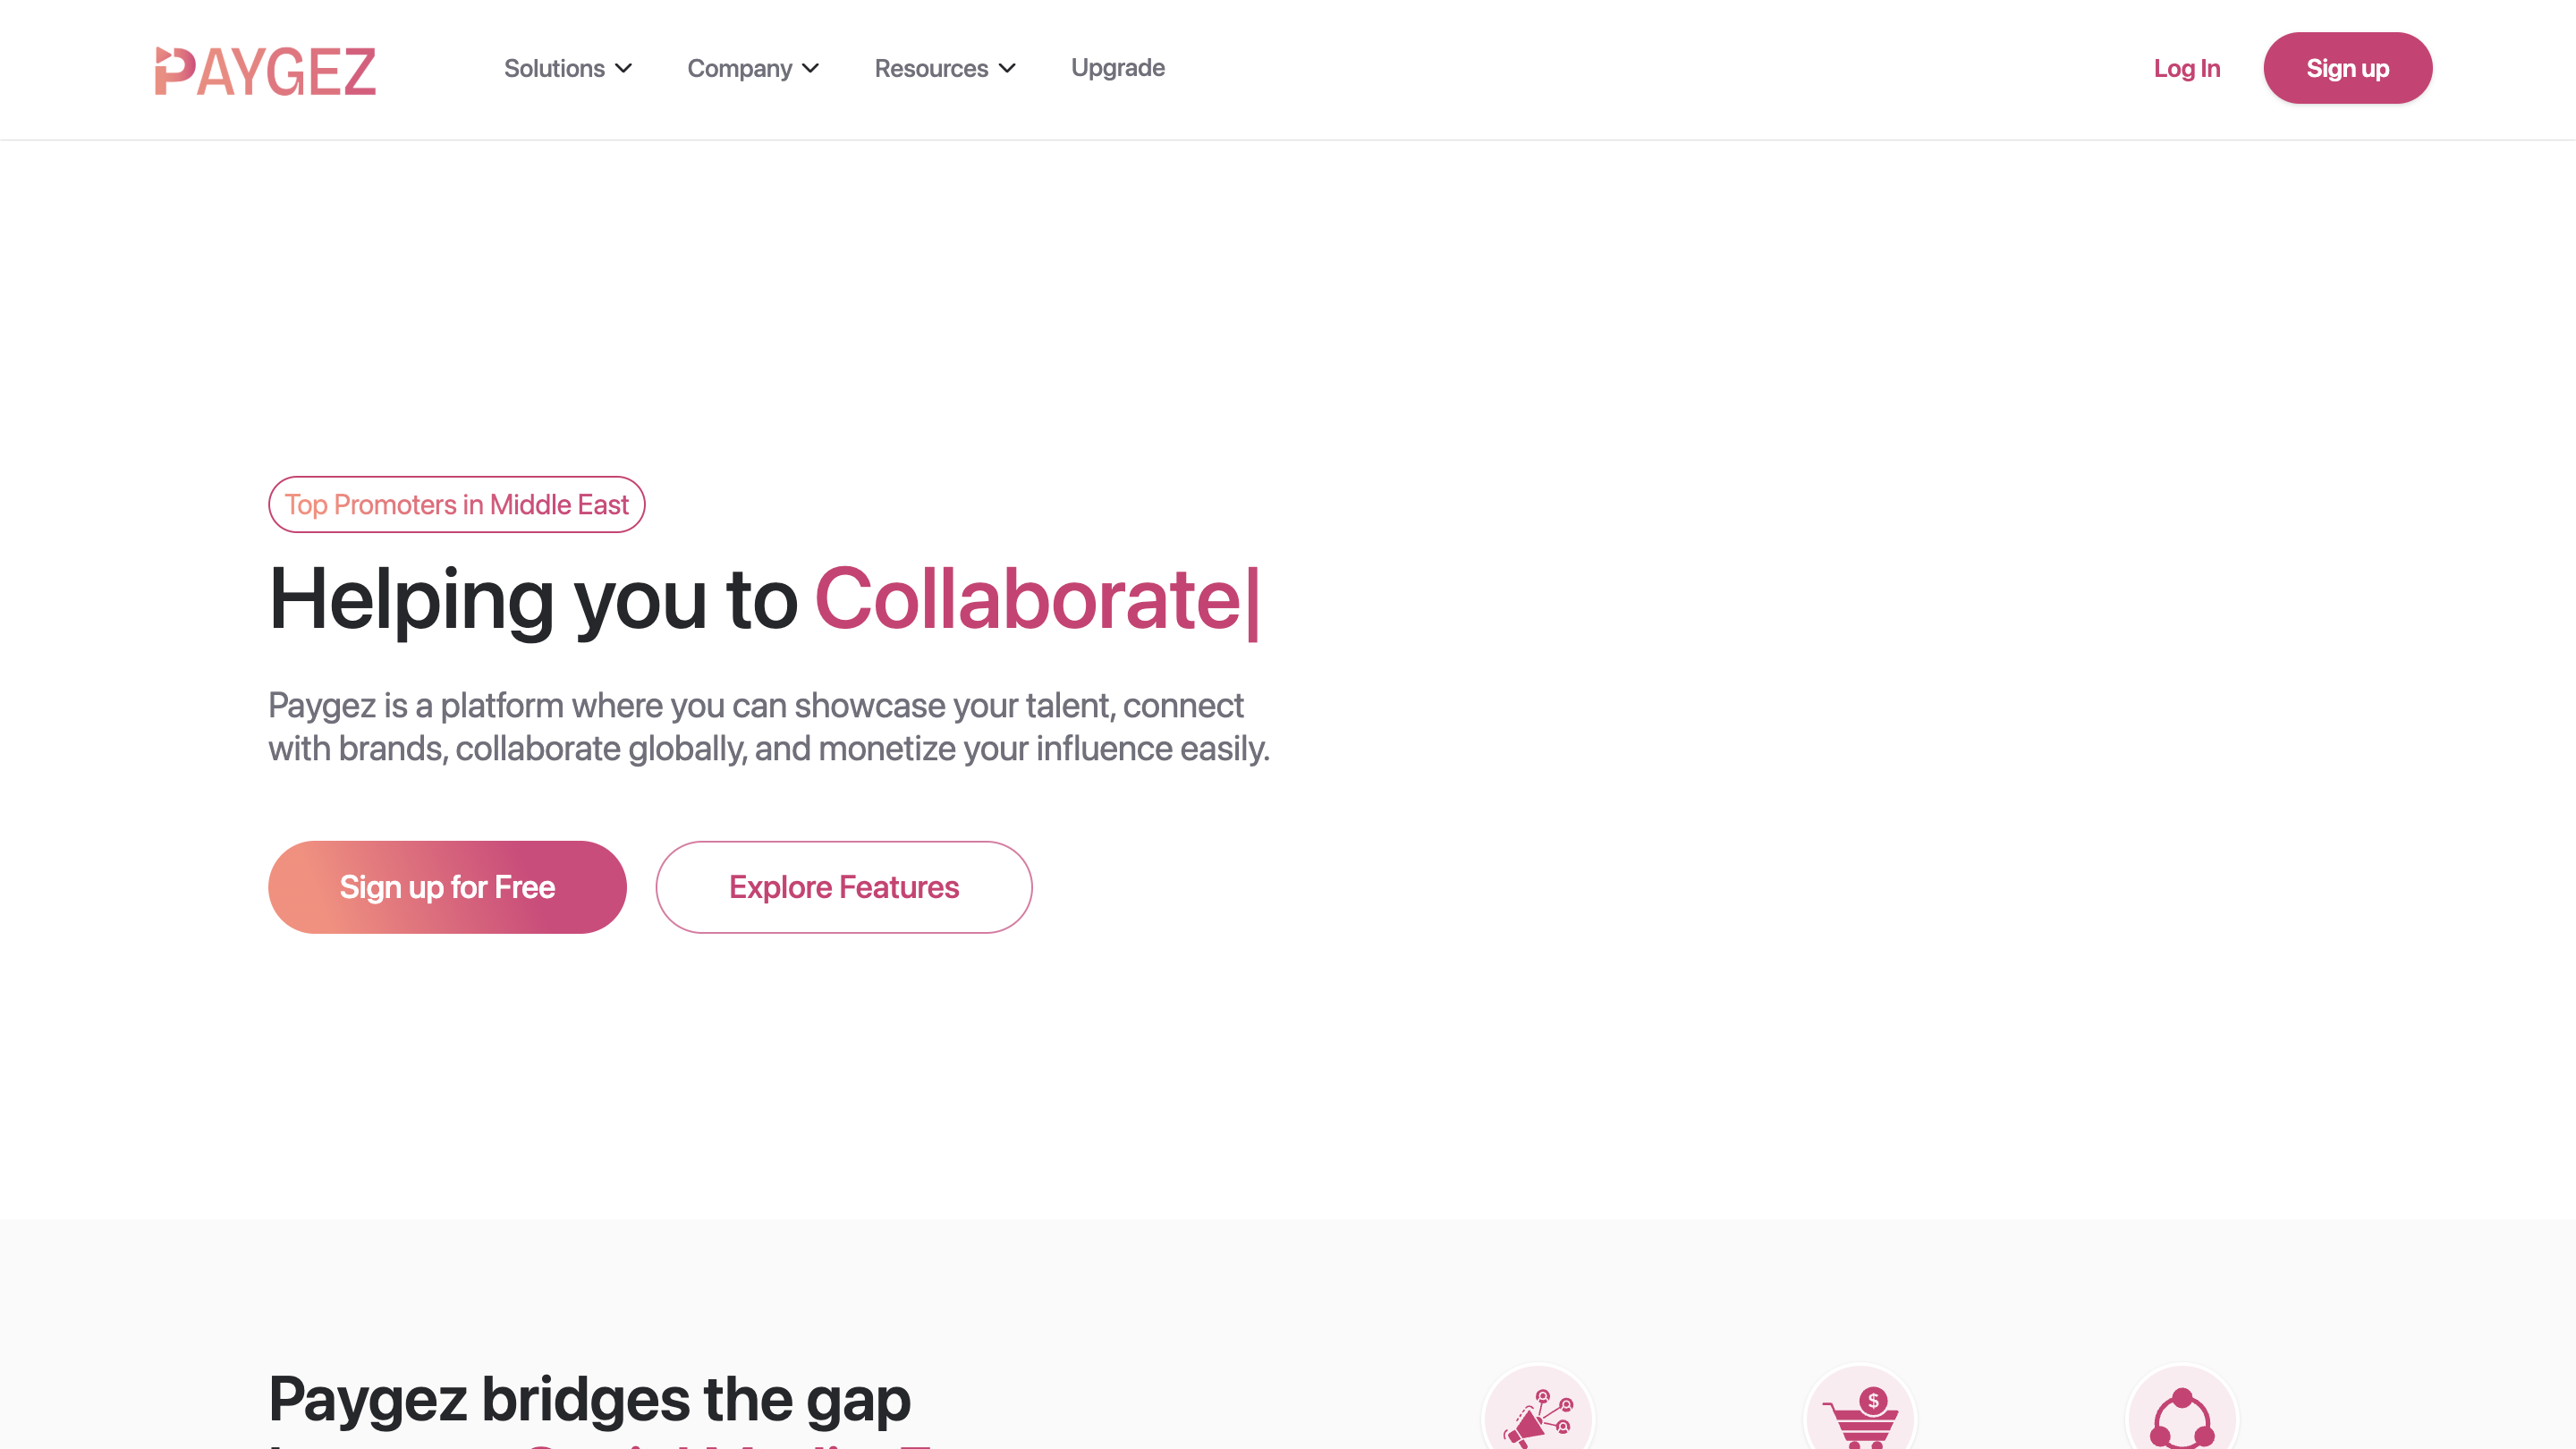 PAYGEZ
Solutions
Company
Resources
Upgrade
Log In
Sign up
Top Promoters in Middle East
Helping you to Collaborate|
Paygez is a platform where you can showcase your talent, connect
with brands, collaborate globally, and monetize your influence easily.
Sign up for Free
Explore Features
Paygez bridges the gap
$